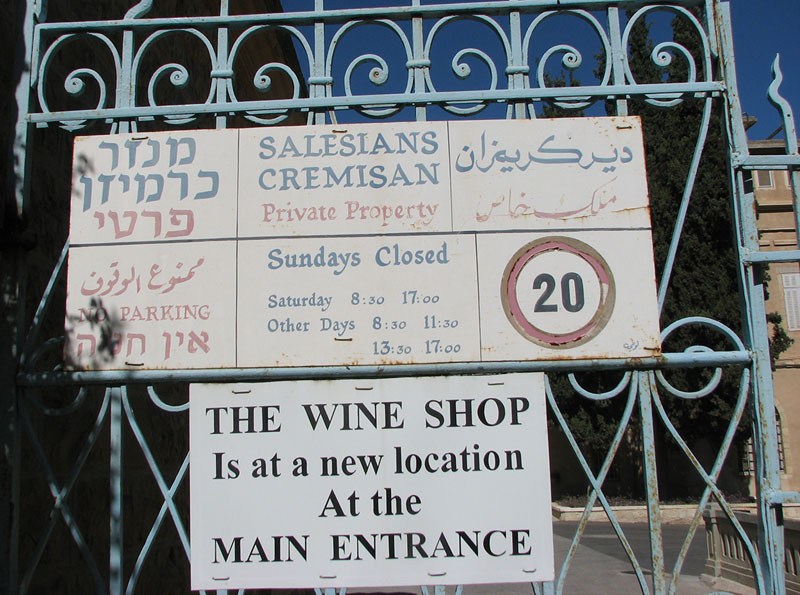 מנזר
כרמיזן
פרטי
SALESIANS
CREMISAN
Private Property
دير كريمزان
ملك خاص
ممنوع الوقوف
NO PARKING
אין חניה
Sundays Closed
Saturday 8:30 17:00
Other Days 8:30 11:30
13:30 17:00
20
THE WINE SHOP
Is at a new location
At the
MAIN ENTRANCE